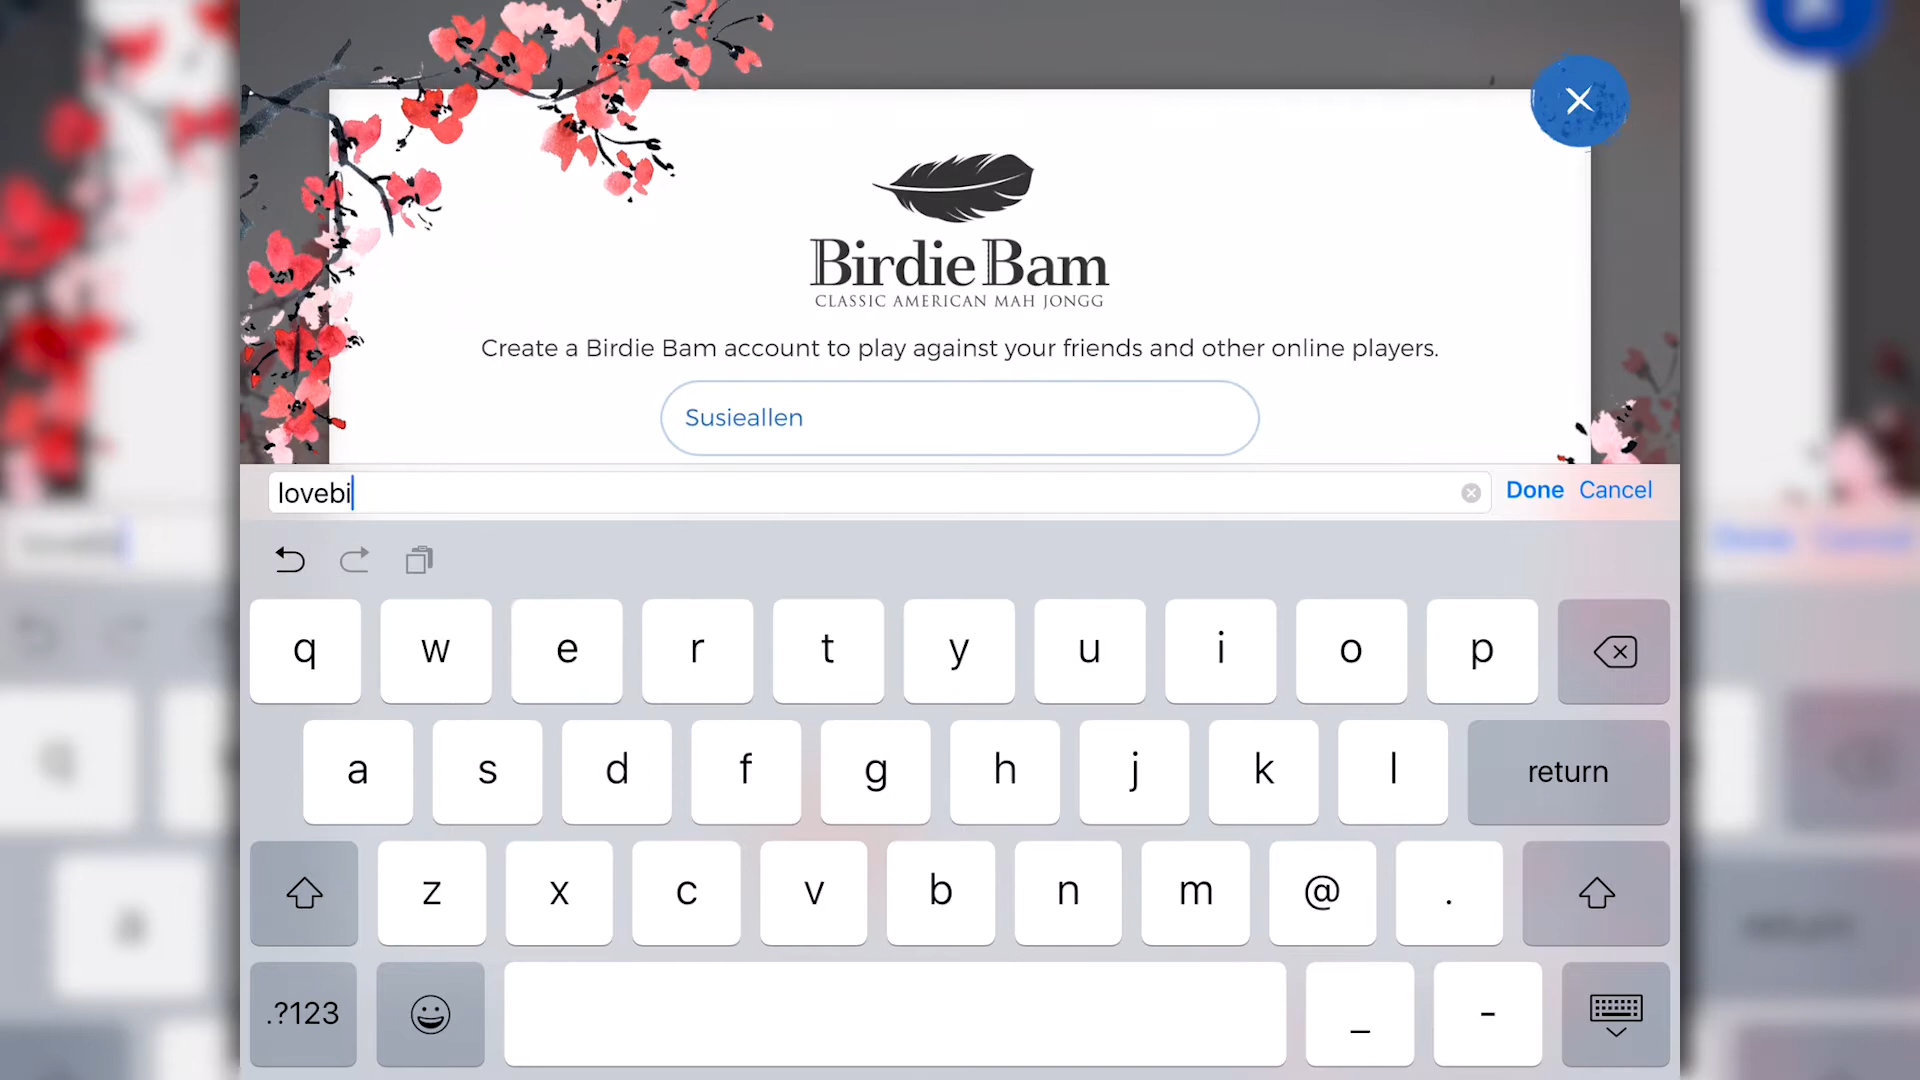 Birdie Bam
CLASSIC AMERICAN MAH JONGG
Create a Birdie Bam account to play against your friends and other online players.
Susieallen
lovebi
Done Cancel
q w e r t y u i o p
a s d f g h j k l return
z x c v b n m @ .
.?123 _ -